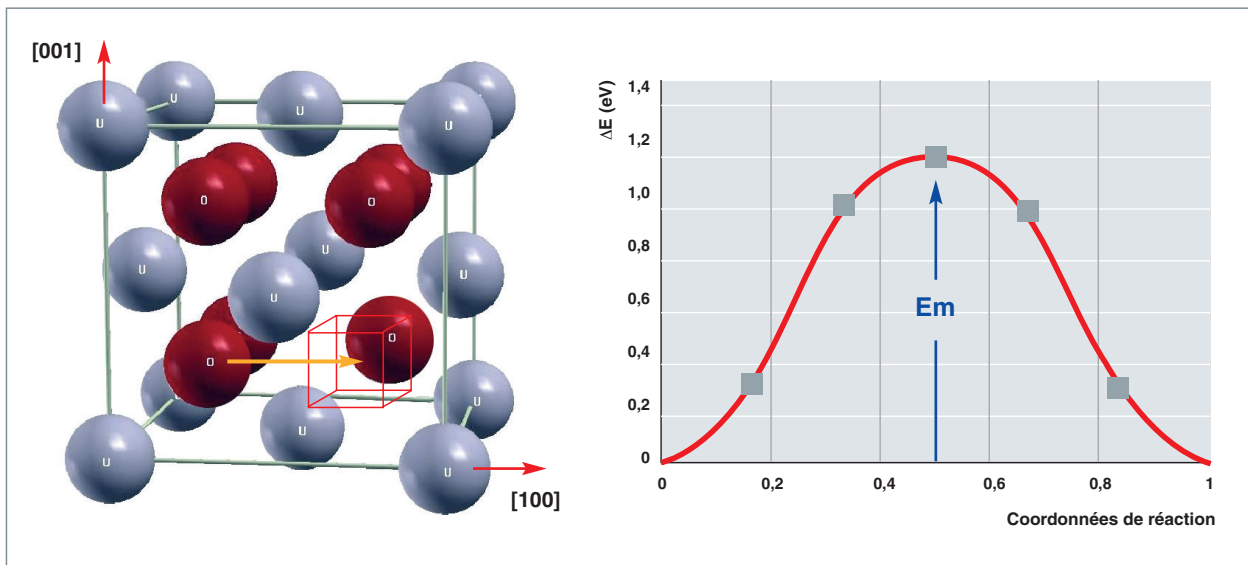 [001]
U
U
U
U
U
U
O
O
U
U
U
U
O
O
U
U
U
U
U
[100]
ΔE (eV)
1,4
1,2
1,0
0,8
0,6
0,4
0,2
0
Em
0
0,2
0,4
0,6
0,8
1
Coordonnées de réaction